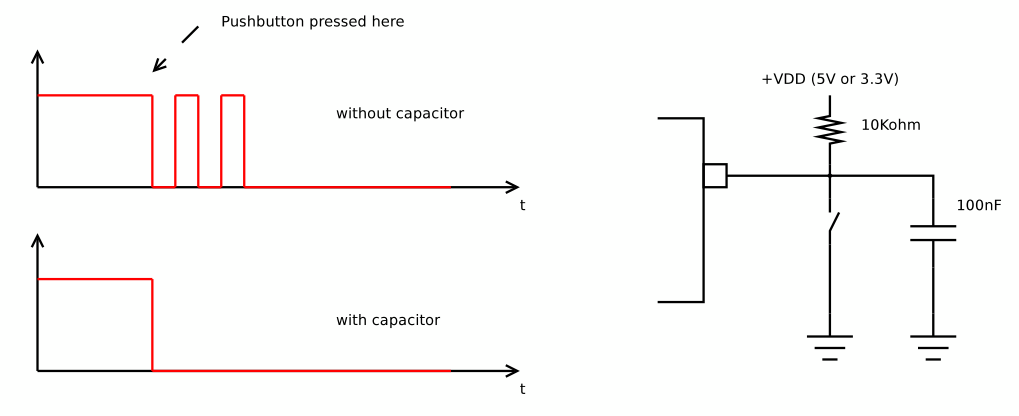 Pushbutton pressed here
without capacitor
t
with capacitor
t
+VDD (5V or 3.3V)
10Kohm
100nF